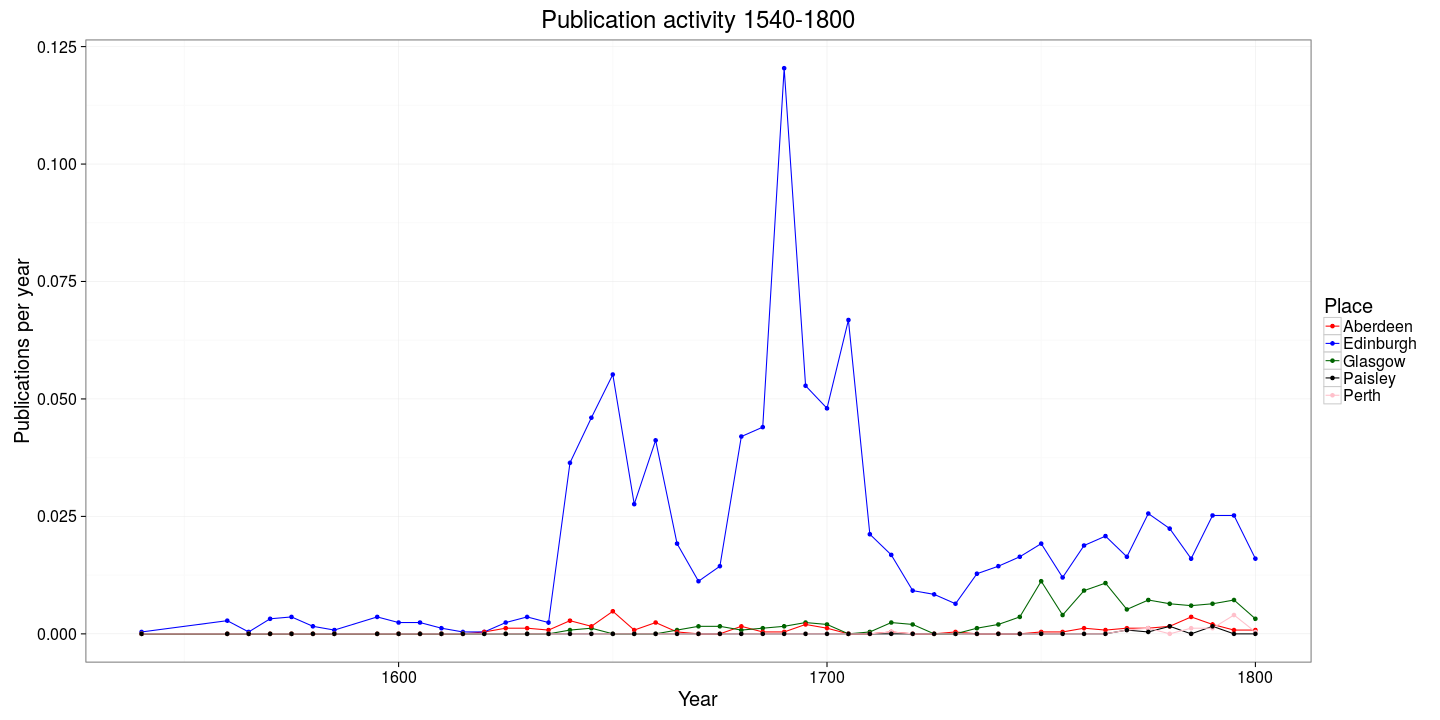 Publication activity 1540-1800
0.125
0.100
0.075
0.050
0.025
0.000
Publications per year
1600
1700
1800
Year
Place
Aberdeen
Edinburgh
Glasgow
Paisley
Perth